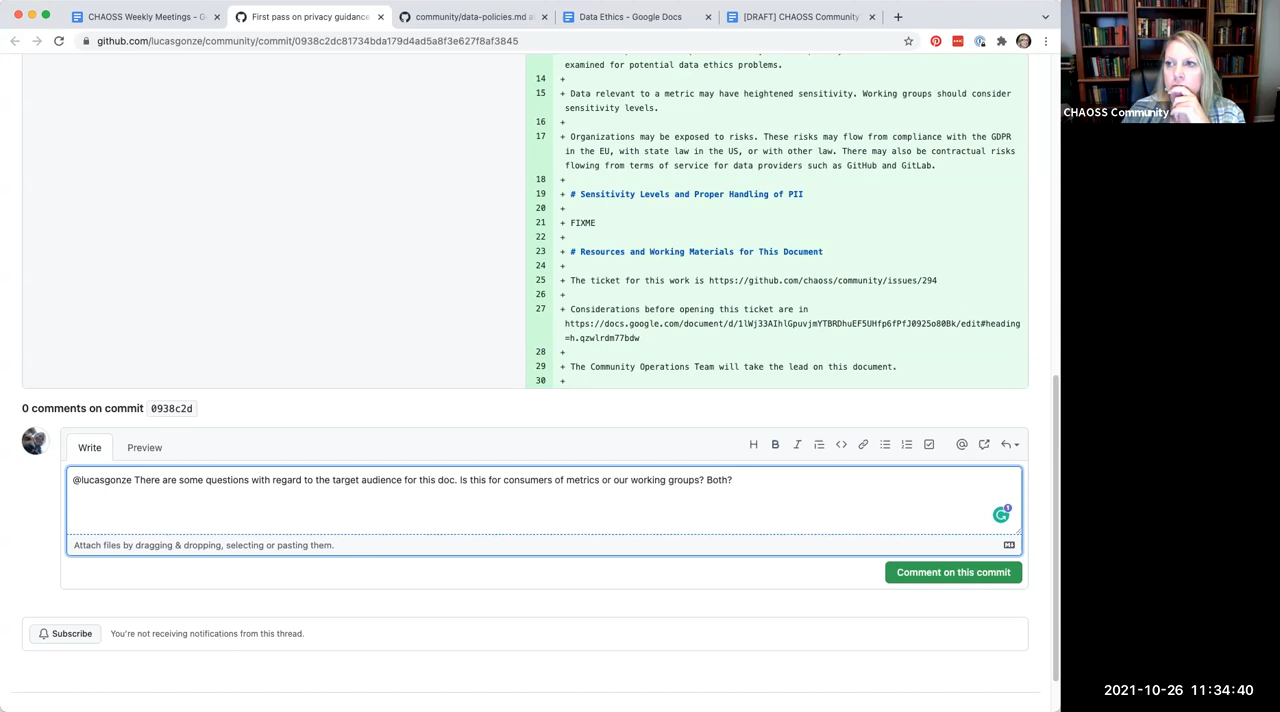 CHAOSS Weekly Meetings - G
First pass on privacy guidance
community/data-policies.md a
Data Ethics - Google Docs
[DRAFT] CHAOSS Community
github.com/lucasgonze/community/commit/0938c2dc81734bda179d4ad5a8f3e627f8af3845
examined for potential data ethics problems.
14 +
15 + Data relevant to a metric may have heightened sensitivity. Working groups should consider
sensitivity levels.
16 +
17 + Organizations may be exposed to risks. These risks may flow from compliance with the GDPR
in the EU, with state law in the US, or with other law. There may also be contractual risks
flowing from terms of service for data providers such as GitHub and GitLab.
18 +
19 + # Sensitivity Levels and Proper Handling of PII
20 +
21 + FIXME
22 +
23 + # Resources and Working Materials for This Document
24 +
25 + The ticket for this work is https://github.com/chaoss/community/issues/294
26 +
27 + Considerations before opening this ticket are in
https://docs.google.com/document/d/1lWj33AIhlGpuvjmYTBRDhuEF5UHfp6fPfJ0925o80Bk/edit#heading
=h.qzwlrdm77bdw
28 +
29 + The Community Operations Team will take the lead on this document.
30 +
0 comments on commit 0938c2d
Write Preview
@lucasgonze There are some questions with regard to the target audience for this doc. Is this for consumers of metrics or our working groups? Both?
Attach files by dragging & dropping, selecting or pasting them.
Comment on this commit
Subscribe You're not receiving notifications from this thread.
CHAOSS Community
2021-10-26 11:34:40